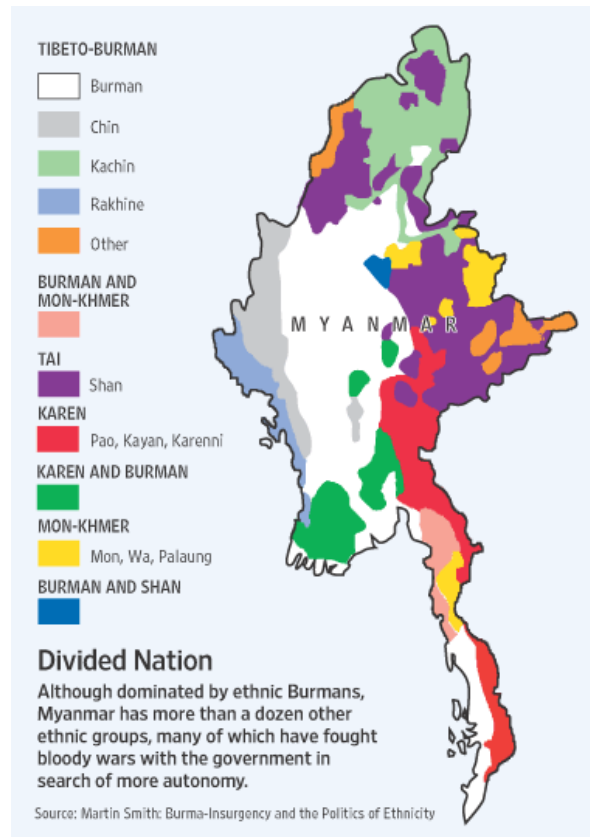 TIBETO-BURMAN
Burman
Chin
Kachin
Rakhine
Other
BURMAN AND
MON-KHMER
TAI
Shan
KAREN
Pao, Kayan, Karenni
KAREN AND BURMAN
MON-KHMER
Mon, Wa, Palaung
BURMAN AND SHAN
MYANMAR
Divided Nation
Although dominated by ethnic Burmans,
Myanmar has more than a dozen other
ethnic groups, many of which have fought
bloody wars with the government in
search of more autonomy.
Source: Martin Smith: Burma-Insurgency and the Politics of Ethnicity